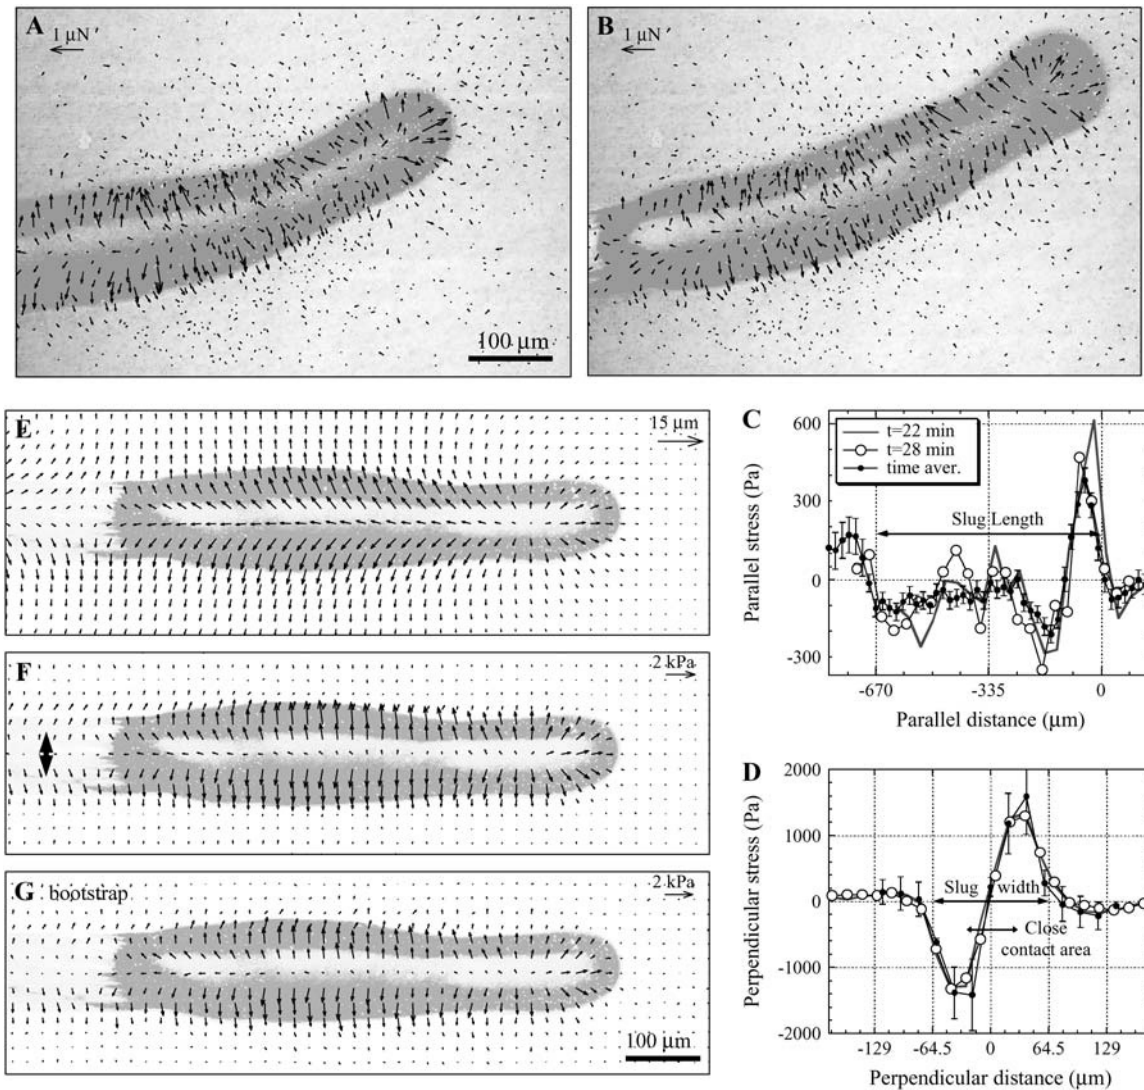 A
1 µN
100 µm
B
1 µN
E
15 µm
F
2 kPa
G bootstrap
2 kPa
100 µm
C
t=22 min
t=28 min
time aver.
Slug Length
Parallel stress (Pa)
600
300
0
-300
-670
-335
0
Parallel distance (µm)
D
Slug width
Close
contact area
Perpendicular stress (Pa)
2000
1000
0
-1000
-2000
-129
-64.5
0
64.5
129
Perpendicular distance (µm)